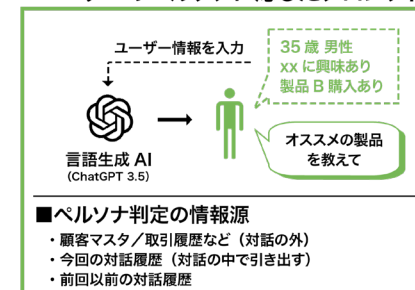 ユーザー情報を入力
35歳 男性
xxに興味あり
製品B購入あり
オススメの製品
を教えて
言語生成AI
(ChatGPT 3.5)
■ペルソナ判定の情報源
・顧客マスタ／取引履歴など（対話の外）
・今回の対話履歴（対話の中で引き出す）
・前回以前の対話履歴